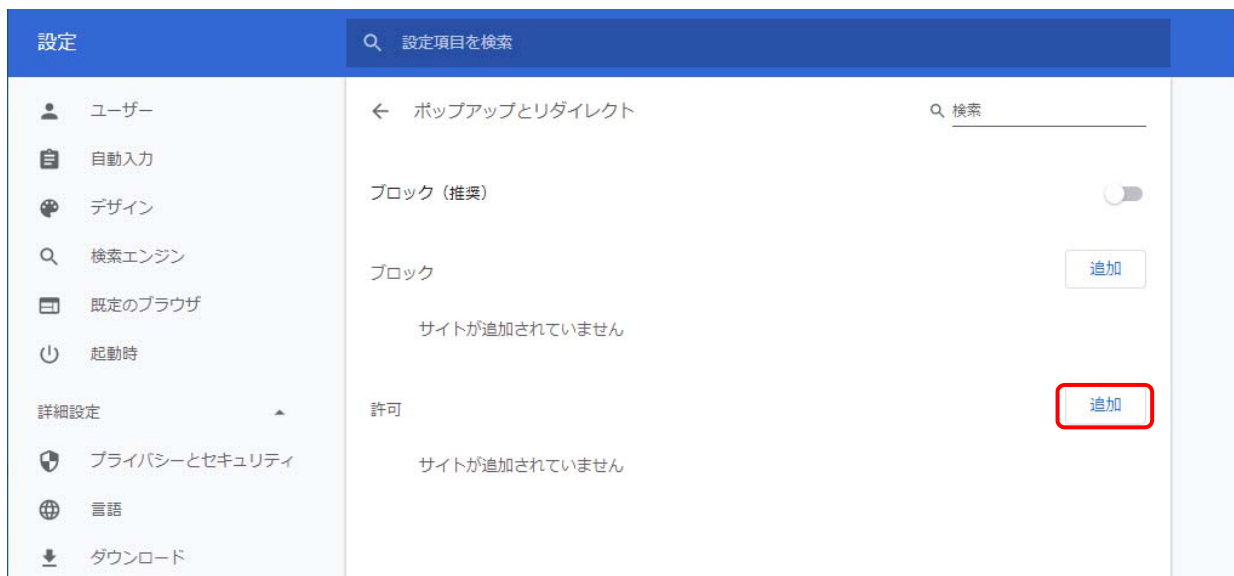 設定
設定項目を検索
ユーザー
自動入力
デザイン
検索エンジン
既定のブラウザ
起動時
詳細設定
プライバシーとセキュリティ
言語
ダウンロード
ポップアップとリダイレクト
検索
ブロック（推奨）
ブロック
追加
サイトが追加されていません
許可
追加
サイトが追加されていません